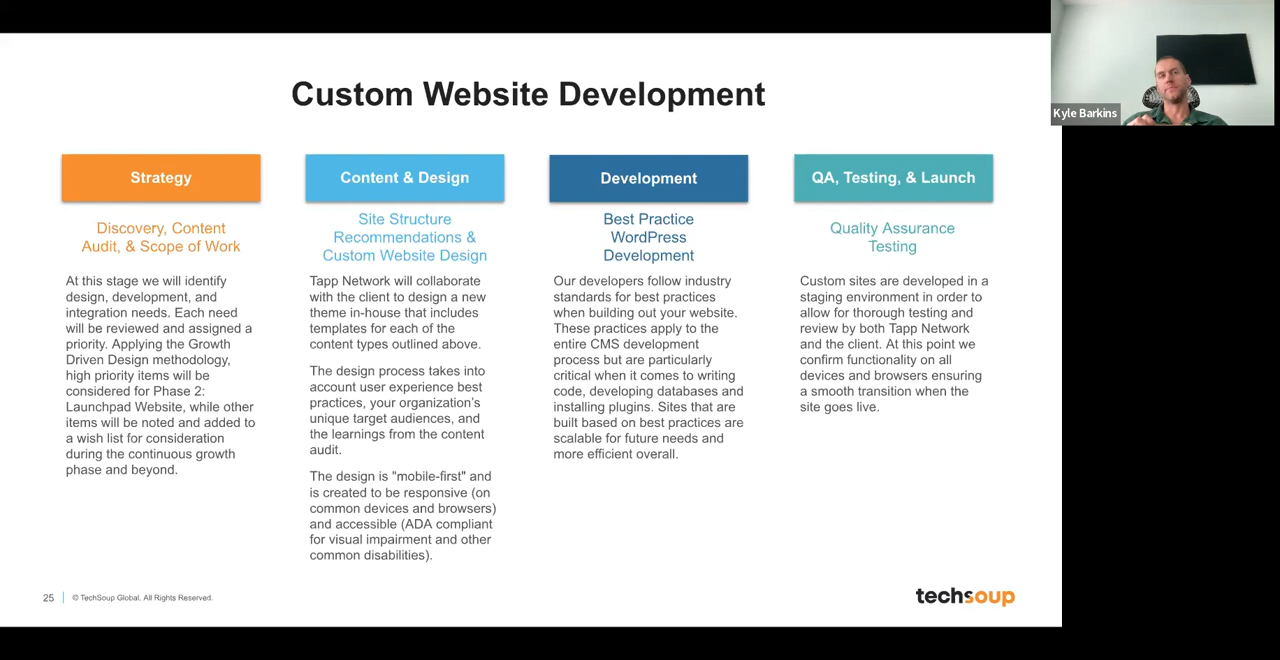 Custom Website Development
Kyle Barkins
Strategy
Discovery, Content
Audit, & Scope of Work
At this stage we will identify
design, development, and
integration needs. Each need
will be reviewed and assigned a
priority. Applying the Growth
Driven Design methodology,
high priority items will be
considered for Phase 2:
Launchpad Website, while other
items will be noted and added to
a wish list for consideration
during the continuous growth
phase and beyond.
Content & Design
Site Structure
Recommendations &
Custom Website Design
Tapp Network will collaborate
with the client to design a new
theme in-house that includes
templates for each of the
content types outlined above.
The design process takes into
account user experience best
practices, your organization's
unique target audiences, and
the learnings from the content
audit.
The design is "mobile-first" and
is created to be responsive (on
common devices and browsers)
and accessible (ADA compliant
for visual impairment and other
common disabilities).
Development
Best Practice
WordPress
Development
Our developers follow industry
standards for best practices
when building out your website.
These practices apply to the
entire CMS development
process but are particularly
critical when it comes to writing
code, developing databases and
installing plugins. Sites that are
built based on best practices are
scalable for future needs and
more efficient overall.
QA, Testing, & Launch
Quality Assurance
Testing
Custom sites are developed in a
staging environment in order to
allow for thorough testing and
review by both Tapp Network
and the client. At this point we
confirm functionality on all
devices and browsers ensuring
a smooth transition when the
site goes live.
25 | © TechSoup Global. All Rights Reserved.
techsoup